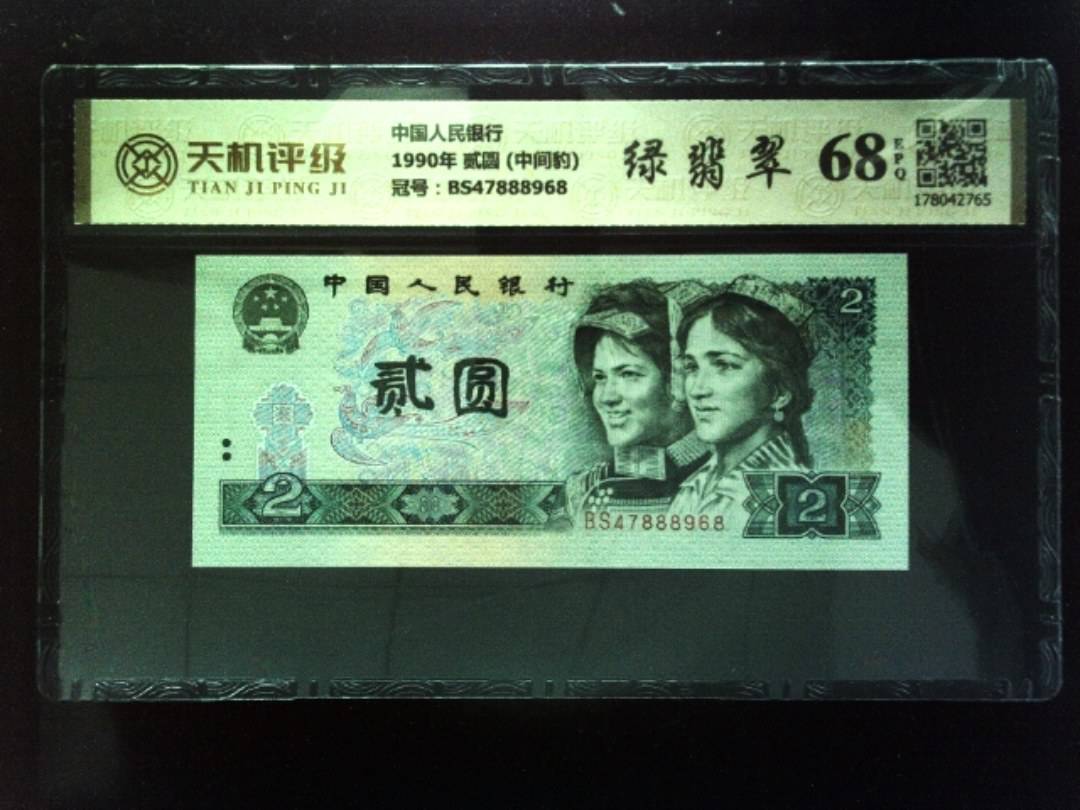 天机评级
TIAN JI PING JI
中国人民银行
1990年 贰圆 (中间豹)
冠号：BS47888968
绿翡翠
68
EPQ
178042765
中国人民银行
2
贰圆
2
BS47888968
2